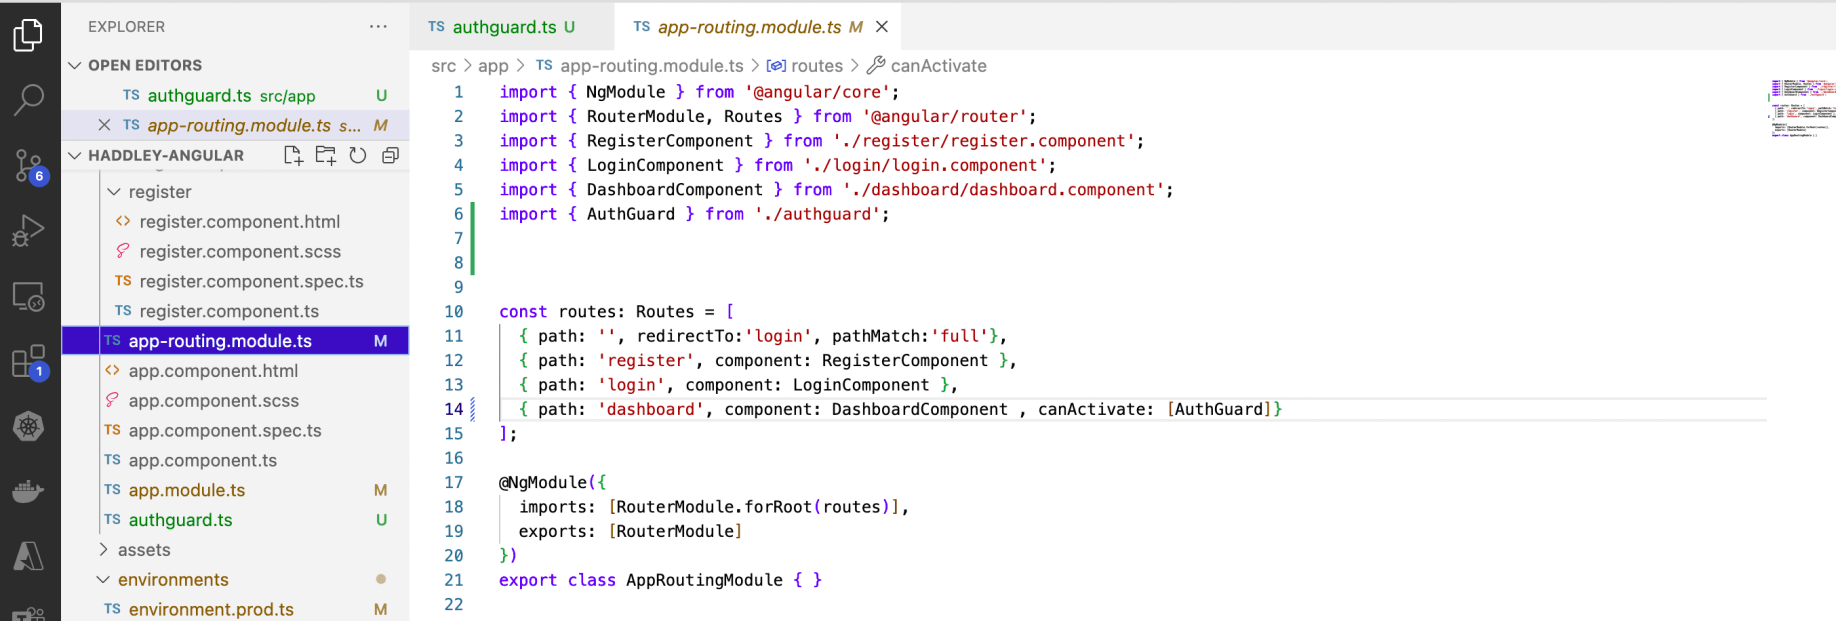 EXPLORER
OPEN EDITORS
TS authguard.ts src/app U
TS app-routing.module.ts s... M
HADDLEY-ANGULAR
register
register.component.html
register.component.scss
TS register.component.spec.ts
TS register.component.ts
TS app-routing.module.ts M
app.component.html
app.component.scss
TS app.component.spec.ts
TS app.component.ts
TS app.module.ts M
TS authguard.ts U
assets
environments
TS environment.prod.ts M
6
1
TS authguard.ts U
TS app-routing.module.ts M
src > app > TS app-routing.module.ts > routes > canActivate
1 import { NgModule } from '@angular/core';
2 import { RouterModule, Routes } from '@angular/router';
3 import { RegisterComponent } from './register/register.component';
4 import { LoginComponent } from './login/login.component';
5 import { DashboardComponent } from './dashboard/dashboard.component';
6 import { AuthGuard } from './authguard';
7
8
9
10 const routes: Routes = [
11 { path: '', redirectTo:'login', pathMatch:'full'},
12 { path: 'register', component: RegisterComponent },
13 { path: 'login', component: LoginComponent },
14 { path: 'dashboard', component: DashboardComponent , canActivate: [AuthGuard]}
15 ];
16
17 @NgModule({
18 imports: [RouterModule.forRoot(routes)],
19 exports: [RouterModule]
20 })
21 export class AppRoutingModule { }
22